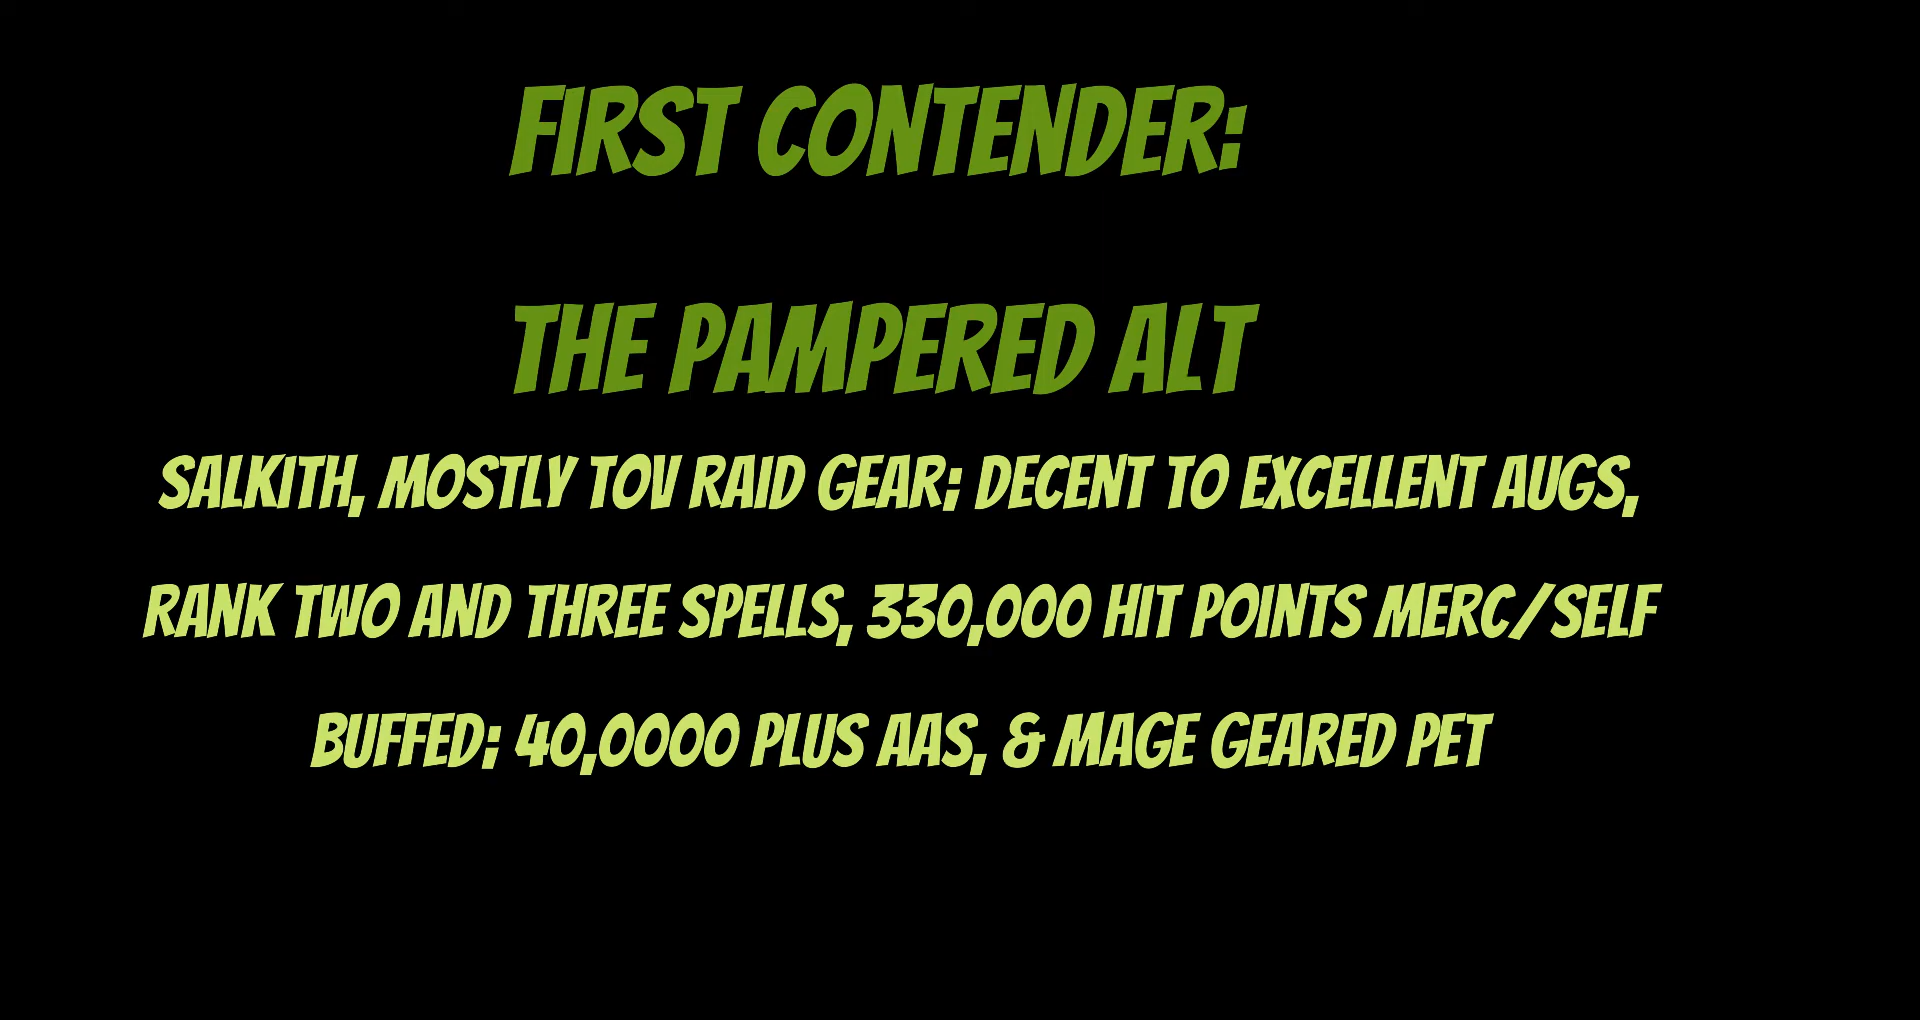 FIRST CONTENDER:
THE PAMPERED ALT
SALKITH, MOSTLY TOV RAID GEAR; DECENT TO EXCELLENT AUGS,
RANK TWO AND THREE SPELLS, 330,000 HIT POINTS MERC/SELF
BUFFED; 40,0000 PLUS AAS, & MAGE GEARED PET